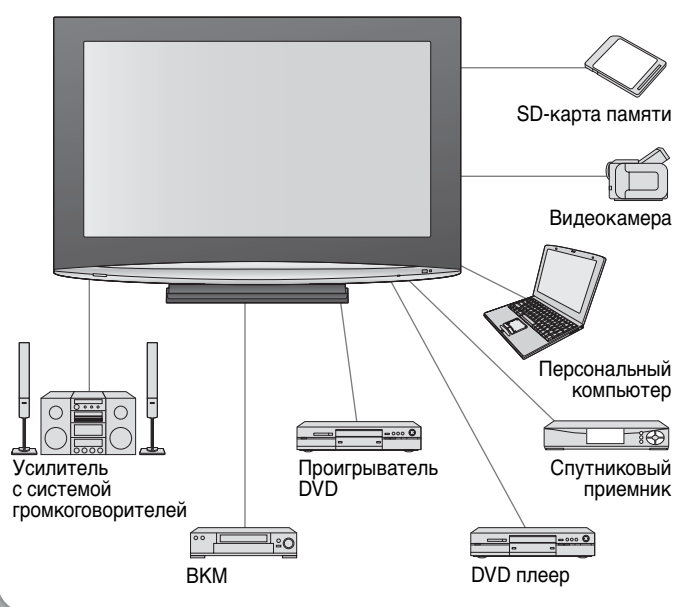 SD-карта памяти
Видеокамера
Персональный
компьютер
Усилитель
с системой
громкоговорителей
Проигрыватель
DVD
Спутниковый
приемник
ВКМ
DVD плеер